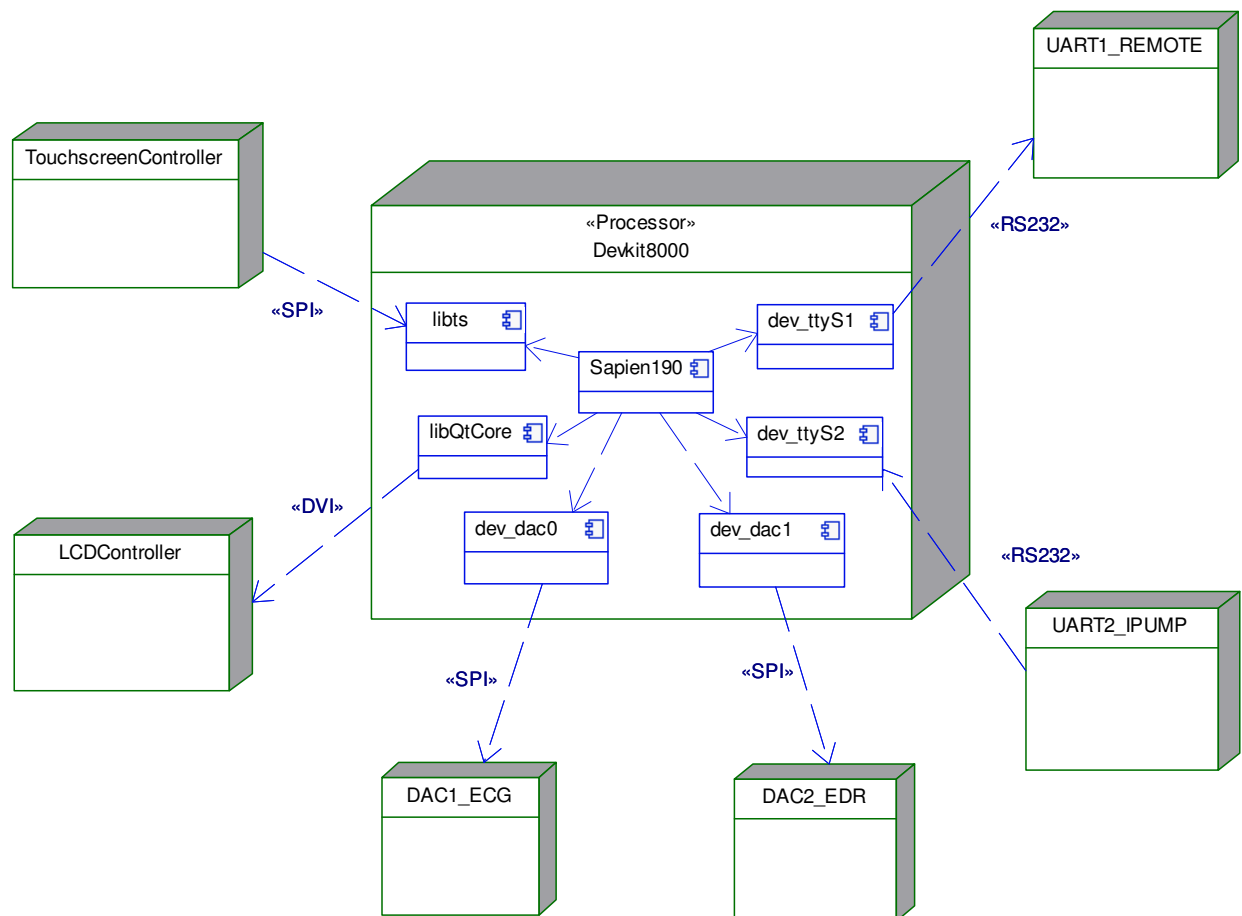 UART1_REMOTE
TouchscreenController
«Processor»
Devkit8000
«RS232»
«SPI»
libts
dev_ttyS1
Sapien190
libQtCore
dev_ttyS2
«DVI»
dev_dac0
dev_dac1
LCDController
«RS232»
UART2_IPUMP
«SPI»
«SPI»
DAC1_ECG
DAC2_EDR